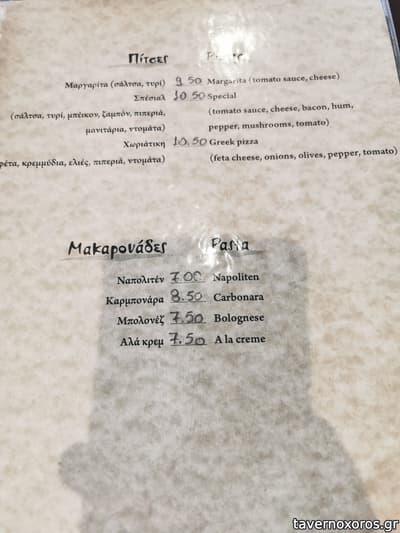 Πίτσες
Μαργαρίτα (σάλτσα, τυρί) 9.50 Margarita (tomato sauce, cheese)
Σπέσιαλ 10.50 Special
(σάλτσα, τυρί, μπέικον, ζαμπόν, πιπεριά, (tomato sauce, cheese, bacon, hum,
μανιτάρια, ντομάτα) pepper, mushrooms, tomato)
Χωριάτικη 10.50 Greek pizza
κρεμμύδια, ελιές, πιπεριά, ντομάτα) (feta cheese, onions, olives, pepper, tomato)
Μακαρονάδες Pasta
Ναπολιτέν 7.00 Napoliten
Καρμπονάρα 8.50 Carbonara
Μπολονέζ 7.50 Bolognese
Αλά κρεμ 7.50 A la creme
tavernoxoros.gr